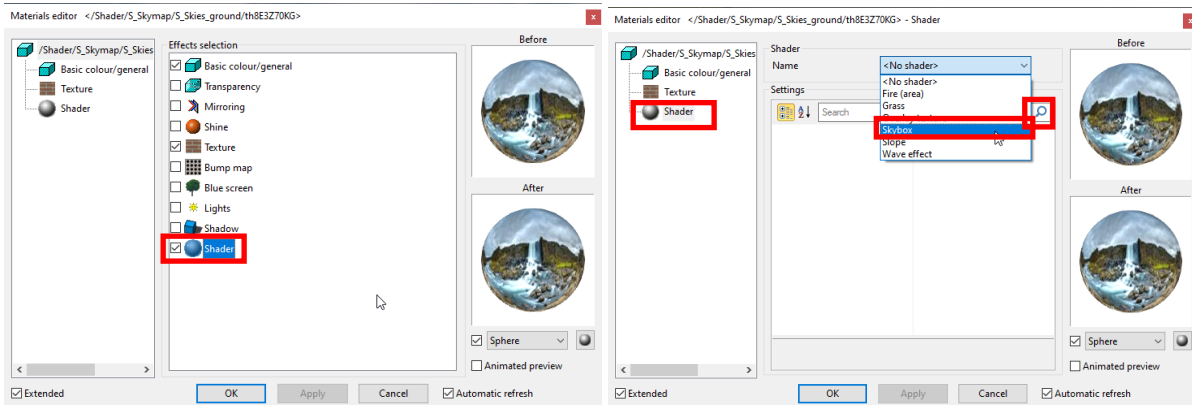 Materials editor </Shader/S_Skymap/S_Skies_ground/th8E3Z70KG>
x
/Shader/S_Skymap/S_Skies
Basic colour/general
Texture
Shader
Effects selection
Basic colour/general
Transparency
Mirroring
Shine
Texture
Bump map
Blue screen
Lights
Shadow
Shader
Before
After
Sphere
Animated preview
Extended
OK
Apply
Cancel
Automatic refresh
Materials editor </Shader/S_Skymap/S_Skies_ground/th8E3Z70KG> - Shader
x
/Shader/S_Skymap/S_Skies
Basic colour/general
Texture
Shader
Shader
Name
<No shader>
<No shader>
Fire (area)
Grass
Skybox
Slope
Wave effect
Settings
Search
Before
After
Sphere
Animated preview
Extended
OK
Apply
Cancel
Automatic refresh